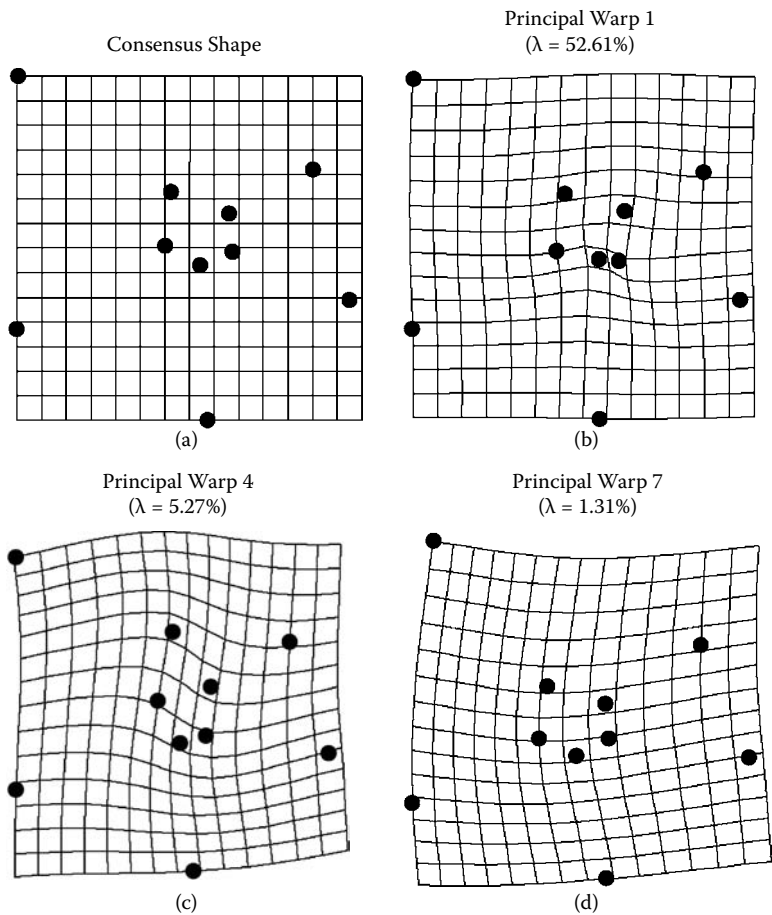 Consensus Shape
Principal Warp 1
(λ = 52.61%)
(a)
(b)
Principal Warp 4
(λ = 5.27%)
Principal Warp 7
(λ = 1.31%)
(c)
(d)